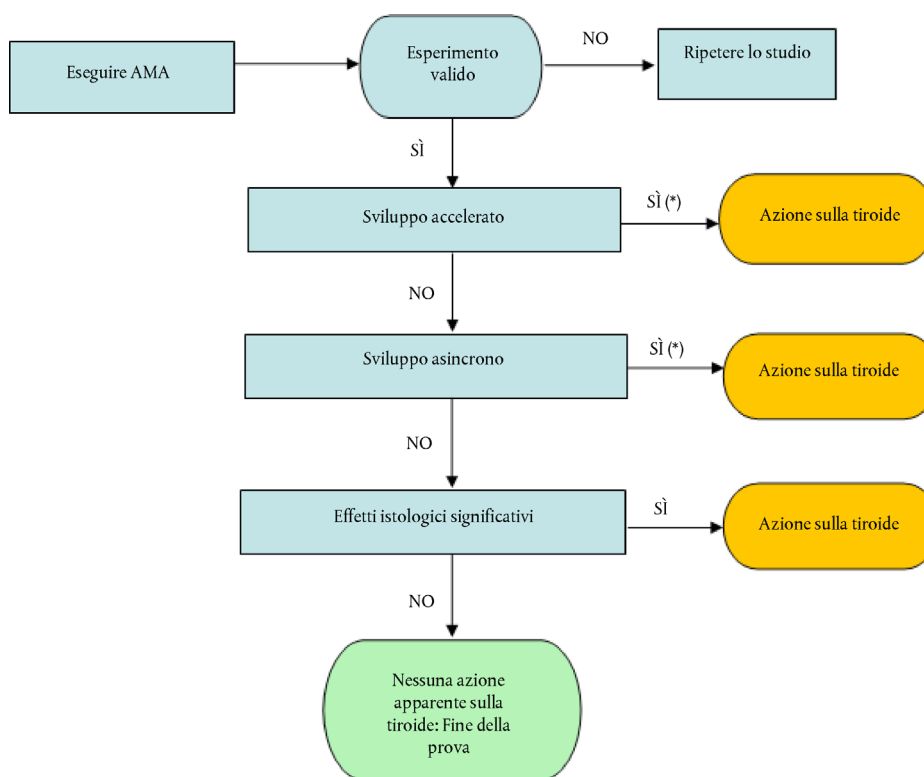 Eseguire AMA
Esperimento
valido
NO
Ripetere lo studio
SÌ
Sviluppo accelerato
SÌ (*)
Azione sulla tiroide
NO
Sviluppo asincrono
SÌ (*)
Azione sulla tiroide
NO
Effetti istologici significativi
SÌ
Azione sulla tiroide
NO
Nessuna azione
apparente sulla
tiroide: Fine della
prova